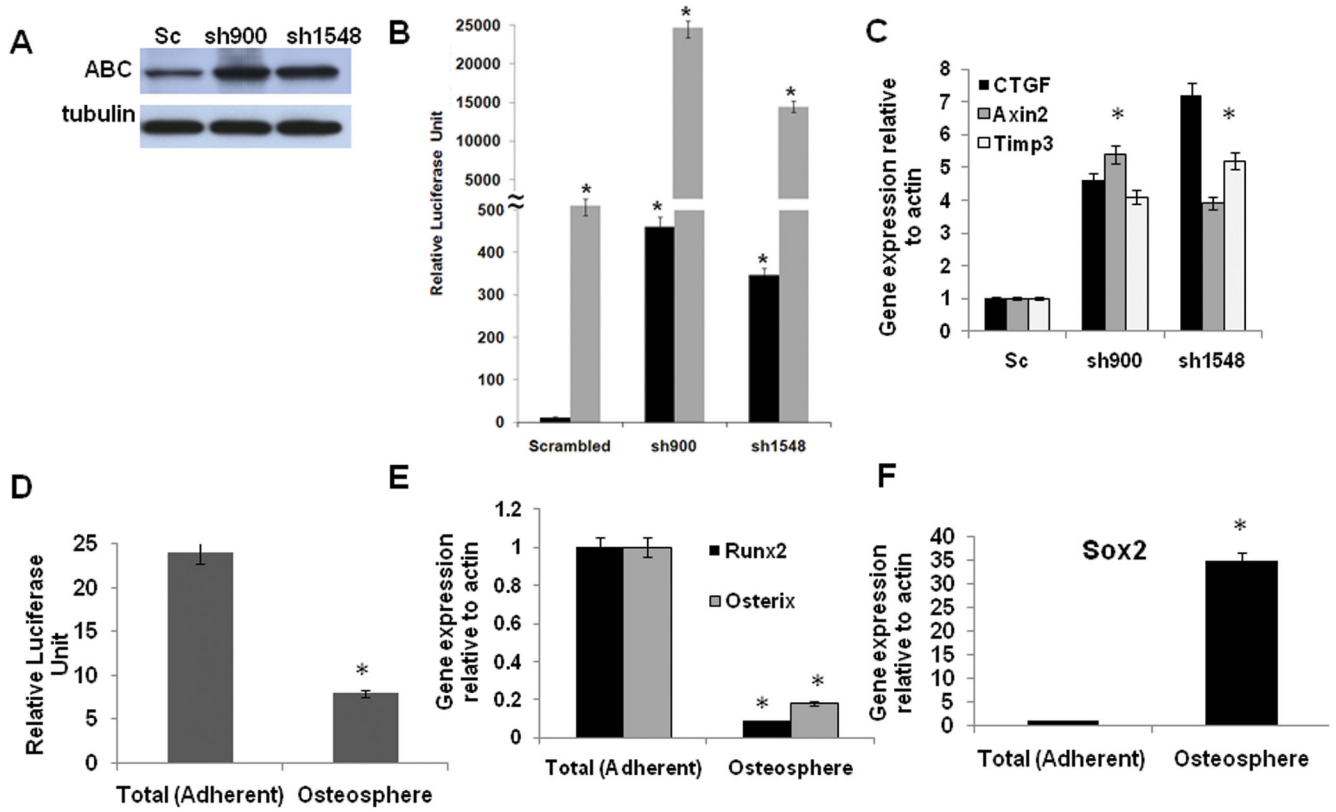 A
Sc sh900 sh1548
ABC
tubulin
B
Relative Luciferase Unit
25000
20000
15000
10000
5000
500
400
300
200
100
0
≈
≈
*
*
*
*
*
Scrambled sh900 sh1548
C
Gene expression relative
to actin
8
7
6
5
4
3
2
1
0
CTGF
Axin2
Timp3
*
*
Sc sh900 sh1548
D
Relative Luciferase
Unit
25
20
15
10
5
0
*
Total (Adherent) Osteosphere
E
Gene expression
relative to actin
1.2
1
0.8
0.6
0.4
0.2
0
Runx2
Osterix
*
*
Total (Adherent) Osteosphere
F
Gene expression
relative to actin
40
35
30
25
20
15
10
5
0
Sox2
*
Total (Adherent) Osteosphere